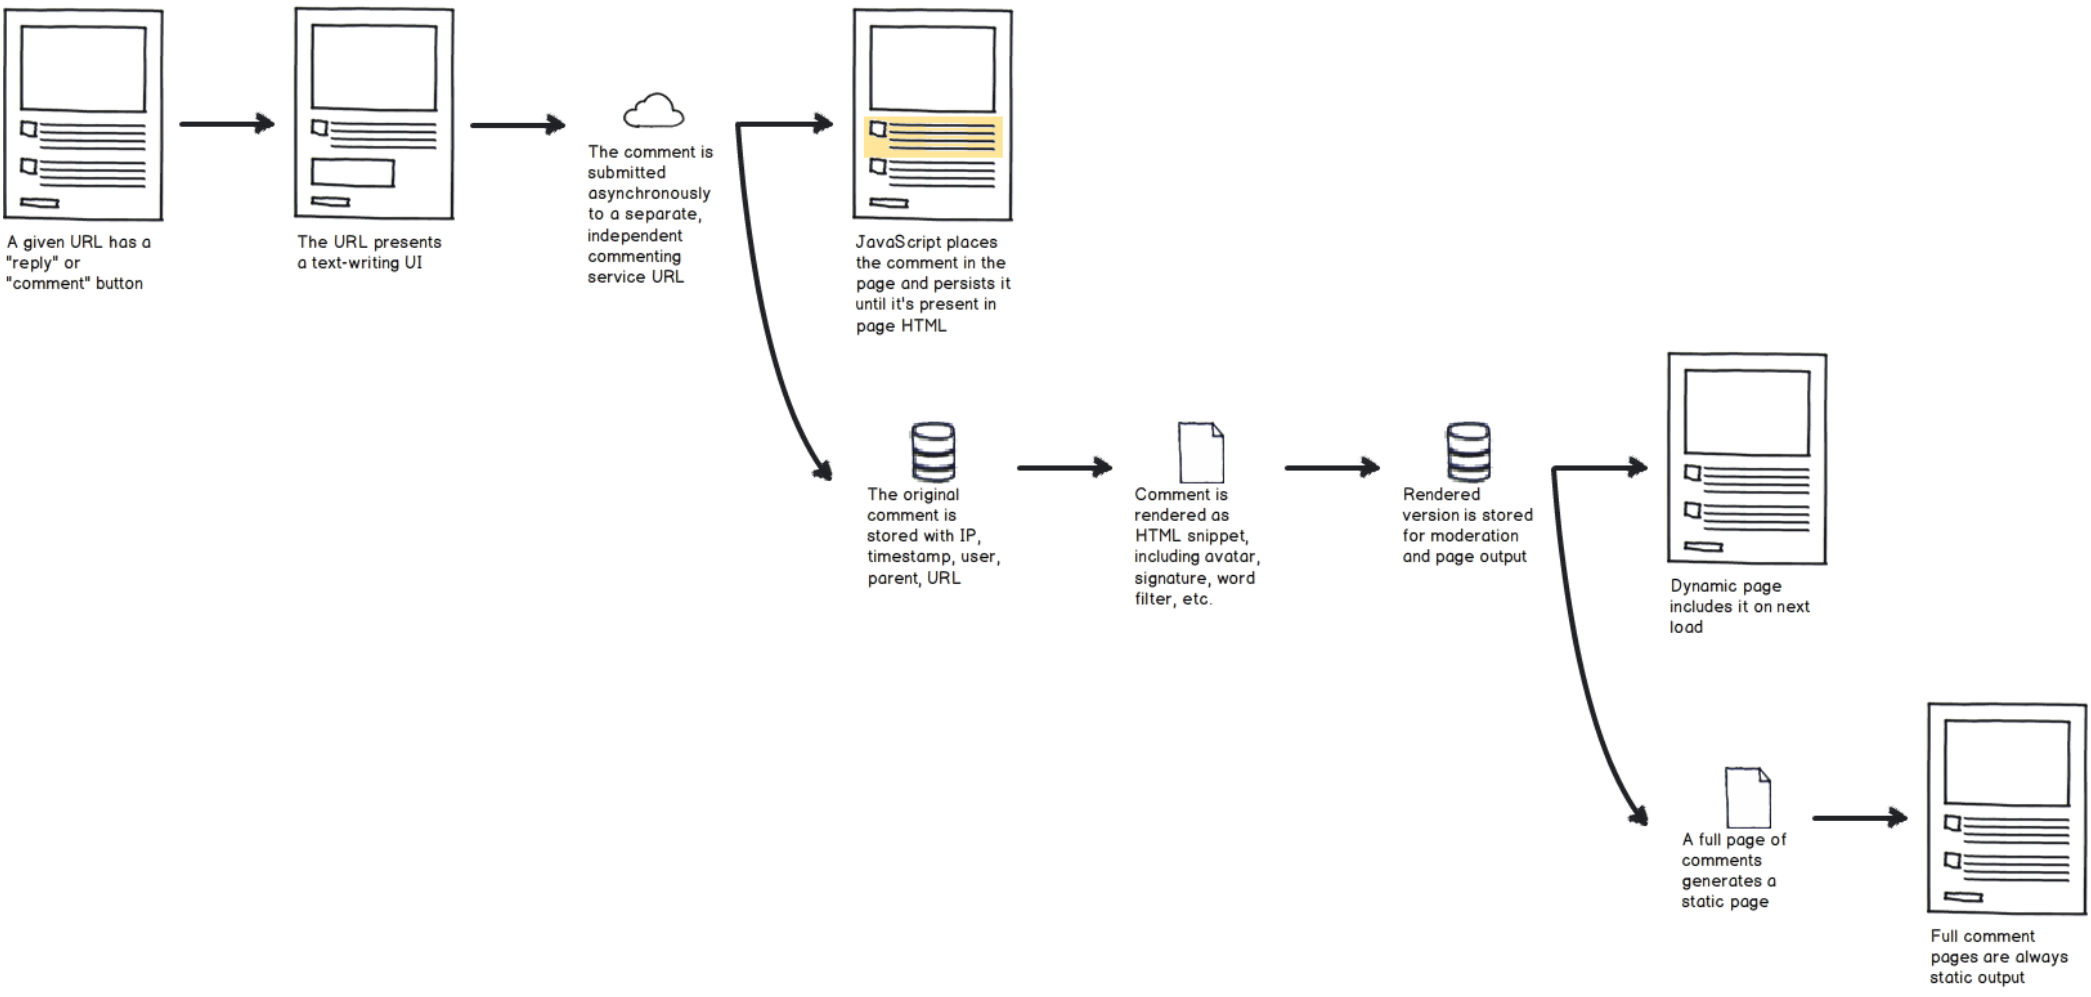 A given URL has a
"reply" or
"comment" button
The URL presents
a text-writing UI
The comment is
submitted
asynchronously
to a separate,
independent
commenting
service URL
JavaScript places
the comment in the
page and persists it
until it's present in
page HTML
The original
comment is
stored with IP,
timestamp, user,
parent, URL
Comment is
rendered as
HTML snippet,
including avatar,
signature, word
filter, etc.
Rendered
version is stored
for moderation
and page output
Dynamic page
includes it on next
load
A full page of
comments
generates a
static page
Full comment
pages are always
static output